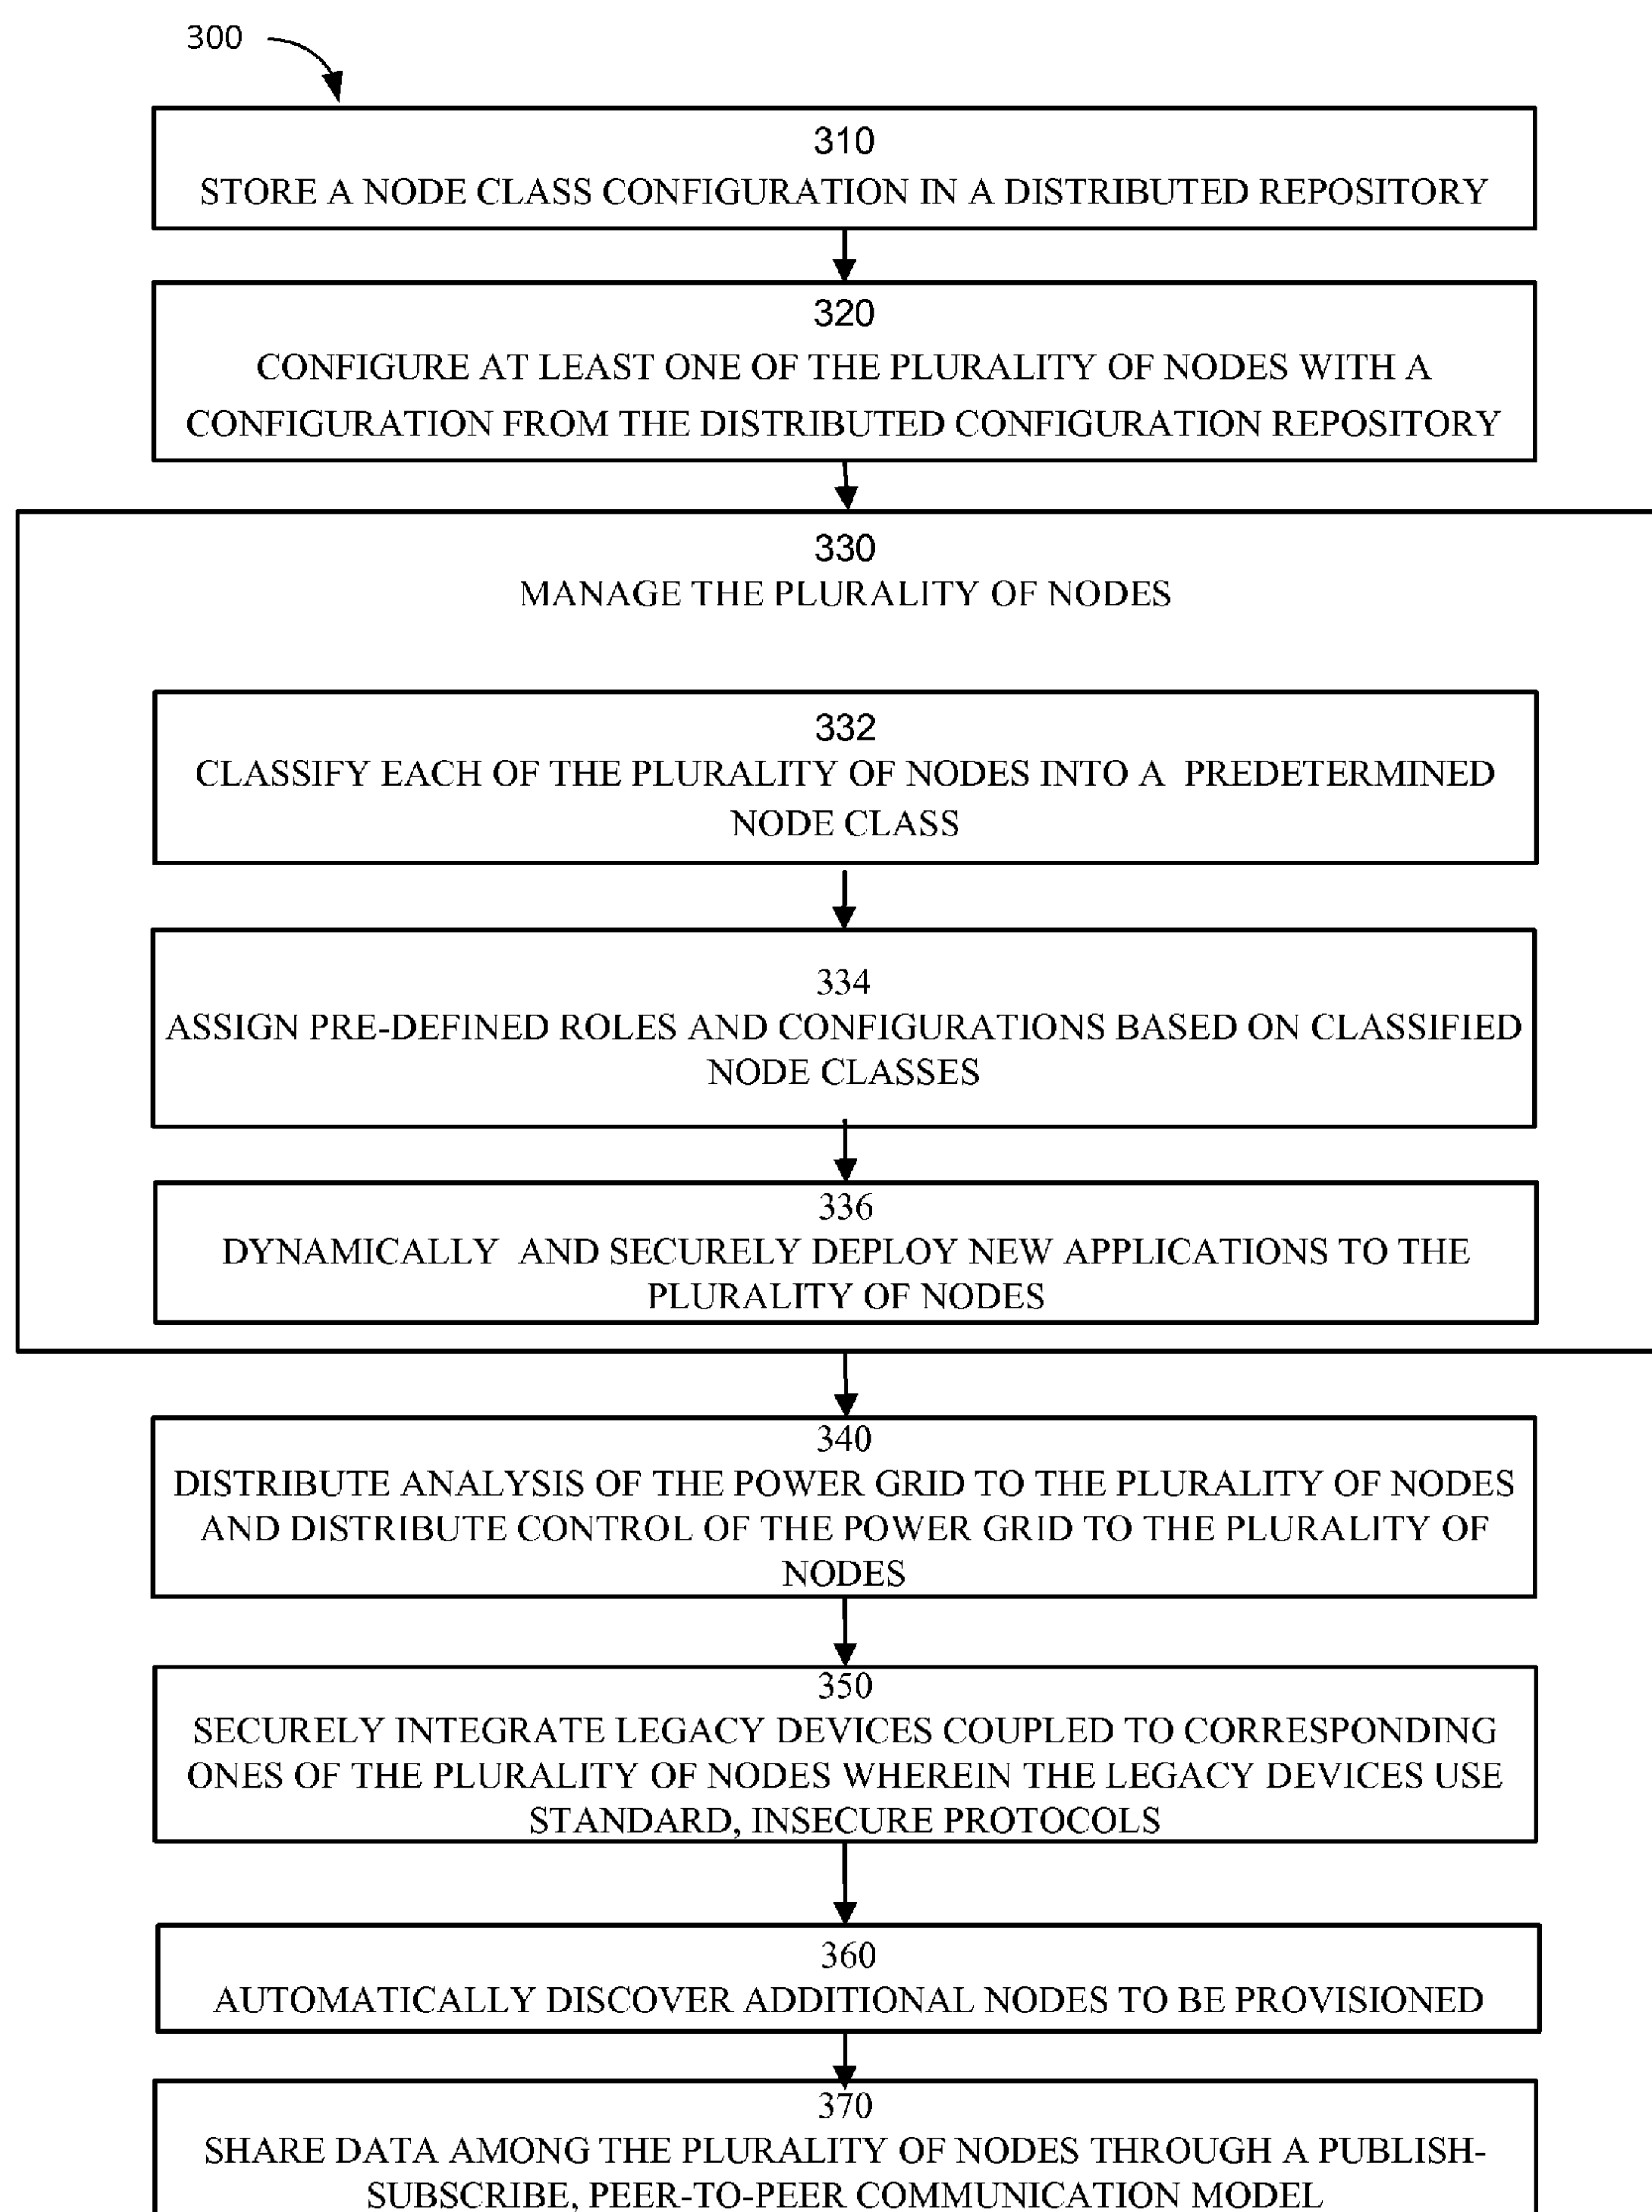 300
310
STORE A NODE CLASS CONFIGURATION IN A DISTRIBUTED REPOSITORY
320
CONFIGURE AT LEAST ONE OF THE PLURALITY OF NODES WITH A
CONFIGURATION FROM THE DISTRIBUTED CONFIGURATION REPOSITORY
330
MANAGE THE PLURALITY OF NODES
332
CLASSIFY EACH OF THE PLURALITY OF NODES INTO A PREDETERMINED
NODE CLASS
334
ASSIGN PRE-DEFINED ROLES AND CONFIGURATIONS BASED ON CLASSIFIED
NODE CLASSES
336
DYNAMICALLY AND SECURELY DEPLOY NEW APPLICATIONS TO THE
PLURALITY OF NODES
340
DISTRIBUTE ANALYSIS OF THE POWER GRID TO THE PLURALITY OF NODES
AND DISTRIBUTE CONTROL OF THE POWER GRID TO THE PLURALITY OF
NODES
350
SECURELY INTEGRATE LEGACY DEVICES COUPLED TO CORRESPONDING
ONES OF THE PLURALITY OF NODES WHEREIN THE LEGACY DEVICES USE
STANDARD, INSECURE PROTOCOLS
360
AUTOMATICALLY DISCOVER ADDITIONAL NODES TO BE PROVISIONED
370
SHARE DATA AMONG THE PLURALITY OF NODES THROUGH A PUBLISH-
SUBSCRIBE, PEER-TO-PEER COMMUNICATION MODEL